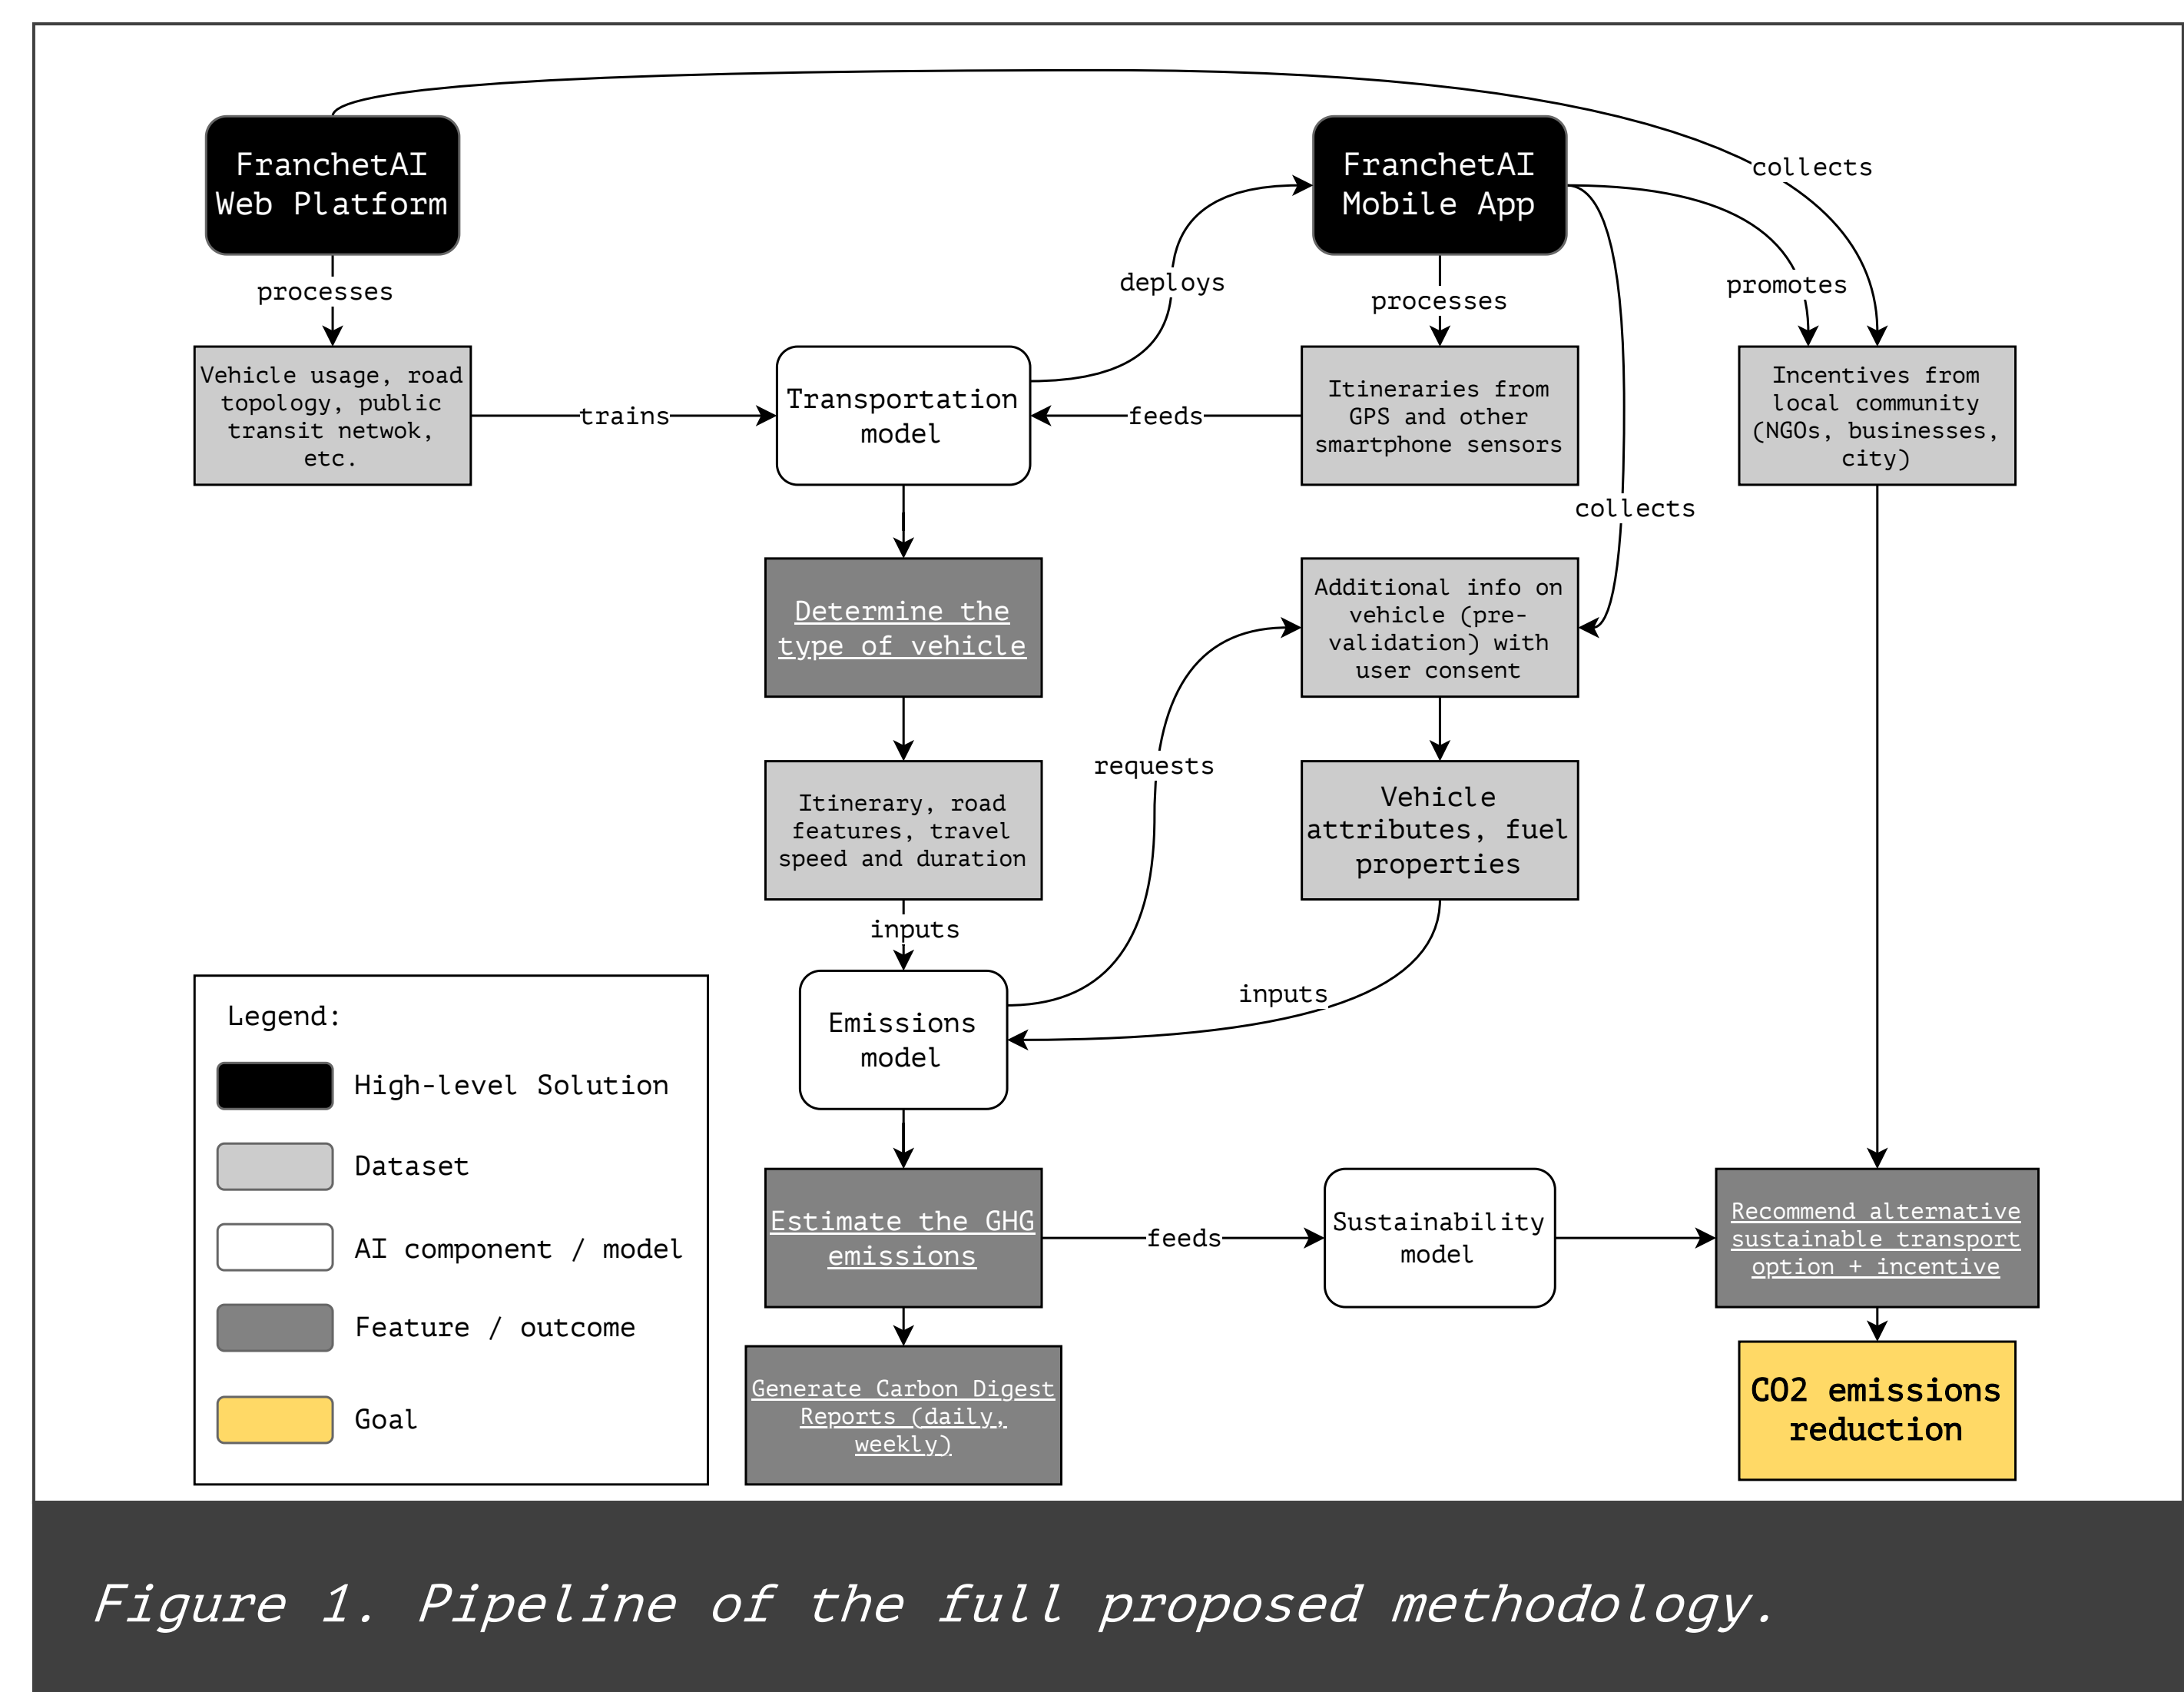 collects
FranchetAI
Web Platform
FranchetAI
Mobile App
deploys
promotes
processes
processes
Vehicle usage, road
topology, public
transit netwok,
etc.
trains
Transportation
model
feeds
Itineraries from
GPS and other
smartphone sensors
Incentives from
local community
(NGOs, businesses,
city)
collects
Determine the
type of vehicle
Additional info on
vehicle (pre-
validation) with
user consent
requests
Itinerary, road
features, travel
speed and duration
Vehicle
attributes, fuel
properties
inputs
inputs
Emissions
model
Legend:
High-level Solution
Dataset
AI component / model
Feature / outcome
Goal
Estimate the GHG
emissions
feeds
Sustainability
model
Recommend alternative
sustainable transport
option + incentive
Generate Carbon Digest
Reports (daily,
weekly)
CO2 emissions
reduction
Figure 1. Pipeline of the full proposed methodology.